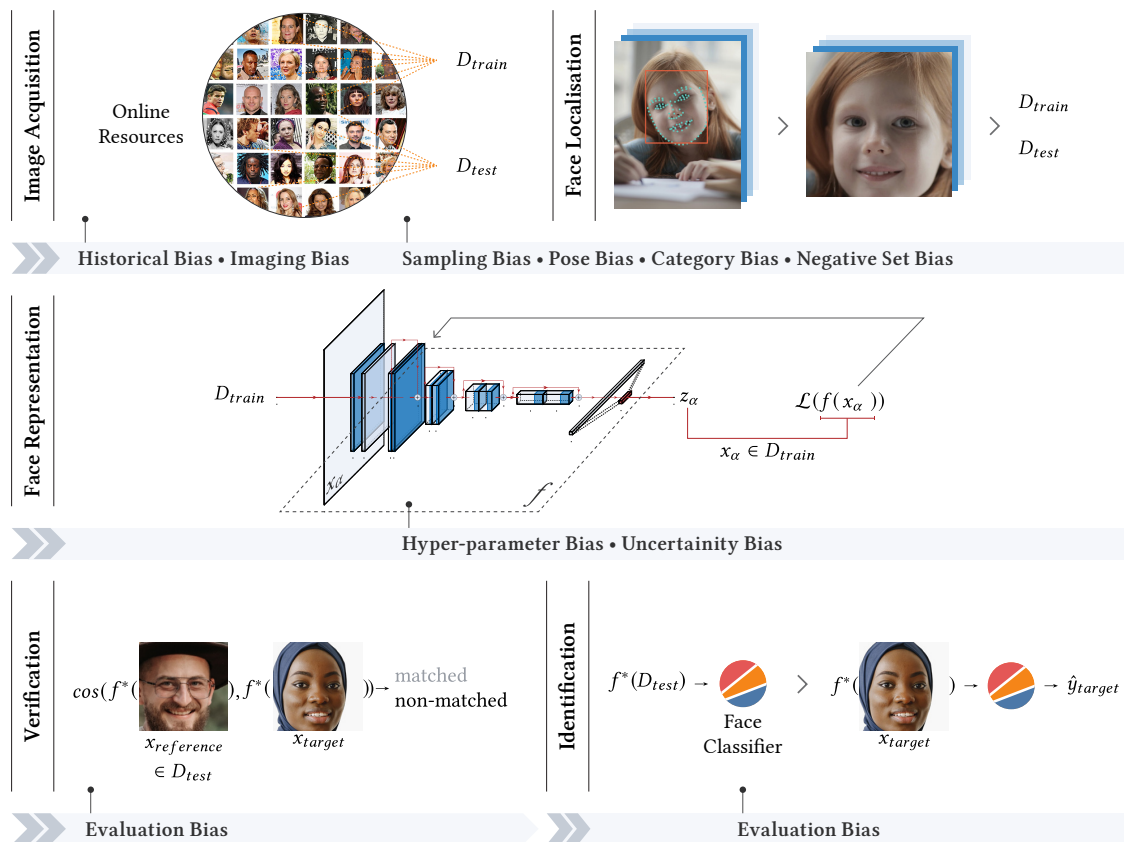 Image Acquisition
Online
Resources
D_train
D_test
Face Localisation
D_train
D_test
Historical Bias • Imaging Bias
Sampling Bias • Pose Bias • Category Bias • Negative Set Bias
Face Representation
D_train
x_α
f
z_α
ℒ(f(x_α))
x_α ∈ D_train
Hyper-parameter Bias • Uncertainity Bias
Verification
cos(f*( ), f*( )) → matched
non-matched
x_reference
∈ D_test
x_target
Identification
f*(D_test) →
Face
Classifier
f*( ) → → ŷ_target
x_target
Evaluation Bias
Evaluation Bias